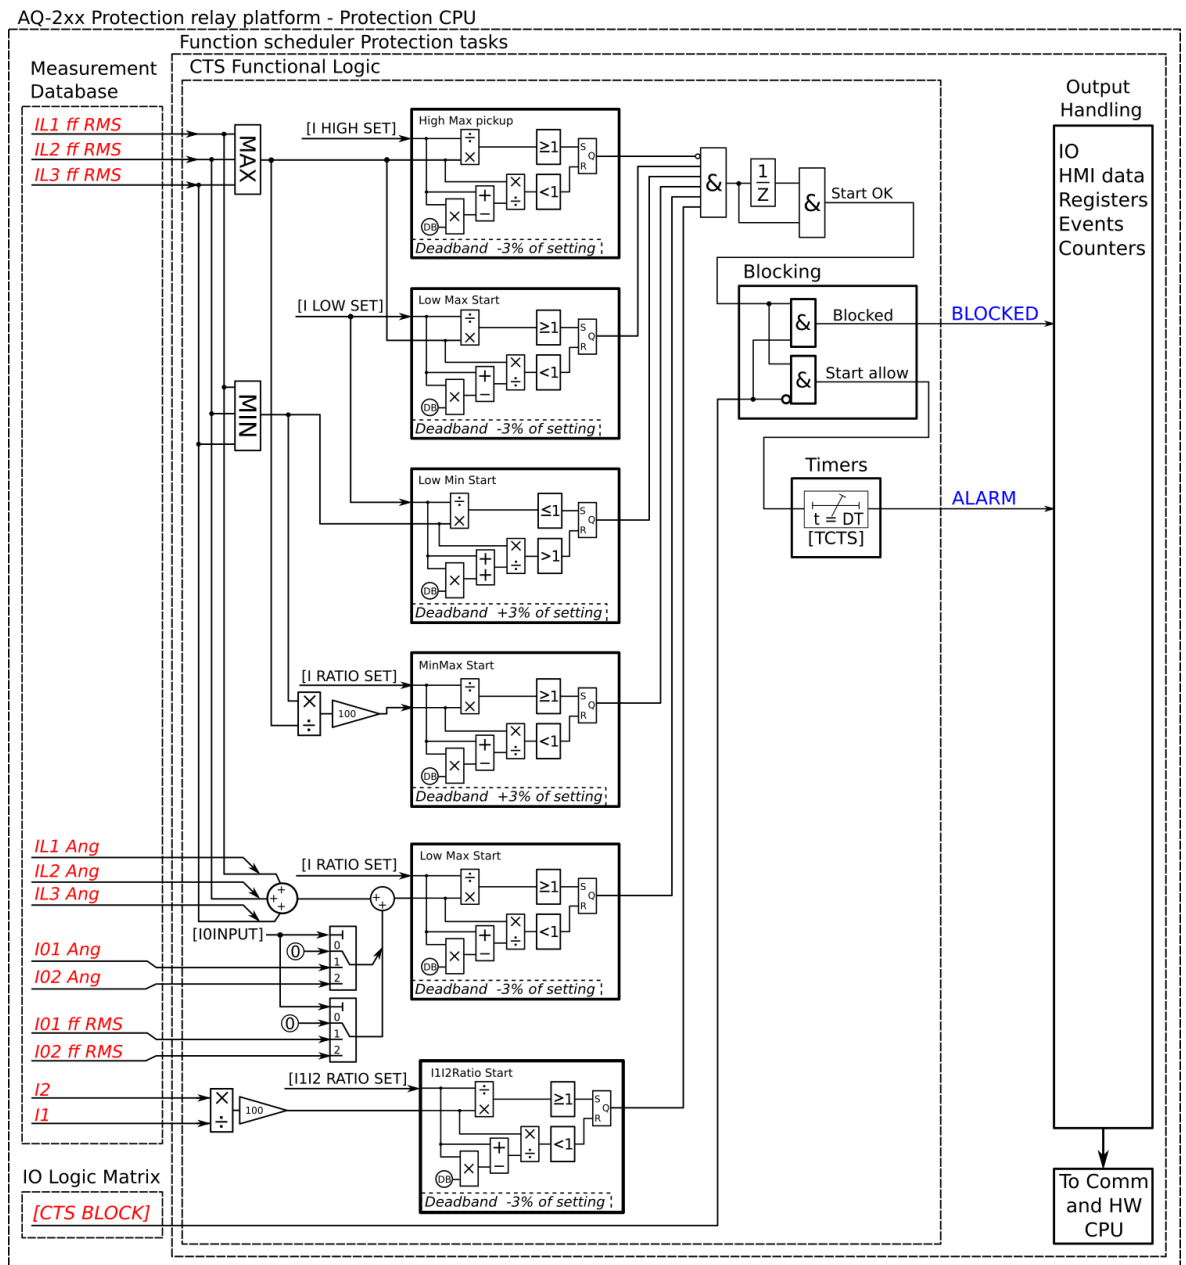 AQ-2xx Protection relay platform - Protection CPU
Function scheduler Protection tasks
CTS Functional Logic
Measurement
Database
IL1 ff RMS
IL2 ff RMS
IL3 ff RMS
MAX
[I HIGH SET]
High Max pickup
÷
×
≥1
S
Q
R
×
÷
<1
+
−
×
DB
Deadband -3% of setting
&
1
Z
&
Start OK
Output
Handling
IO
HMI data
Registers
Events
Counters
[I LOW SET]
Low Max Start
÷
×
≥1
S
Q
R
×
÷
<1
+
−
×
DB
Deadband -3% of setting
Blocking
&
Blocked
BLOCKED
&
Start allow
MIN
Low Min Start
÷
×
≤1
S
Q
R
×
÷
>1
+
+
×
DB
Deadband +3% of setting
Timers
t = DT
[TCTS]
ALARM
[I RATIO SET]
×
÷
100
MinMax Start
÷
×
≥1
S
Q
R
×
÷
<1
+
−
×
DB
Deadband +3% of setting
IL1 Ang
IL2 Ang
IL3 Ang
+
+
+
[I RATIO SET]
+
+
Low Max Start
÷
×
≥1
S
Q
R
×
÷
<1
+
−
×
DB
Deadband -3% of setting
[I0INPUT]
I01 Ang
I02 Ang
0
0
1
2
I01 ff RMS
I02 ff RMS
0
0
1
2
I2
I1
×
÷
100
[I1I2 RATIO SET]
I1I2Ratio Start
÷
×
≥1
S
Q
R
×
÷
<1
+
−
×
DB
Deadband -3% of setting
IO Logic Matrix
[CTS BLOCK]
To Comm
and HW
CPU